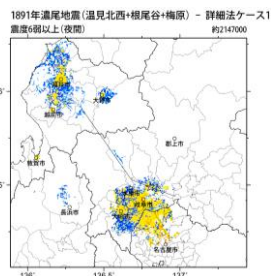 1891年濃尾地震(温見北西+根尾谷+梅原) - 詳細法ケース1
震度6弱以上(夜間)
約2147000
大野市
郡上市
敦賀市
長浜市
岐阜市
名古屋市
136°
136.5°
137°